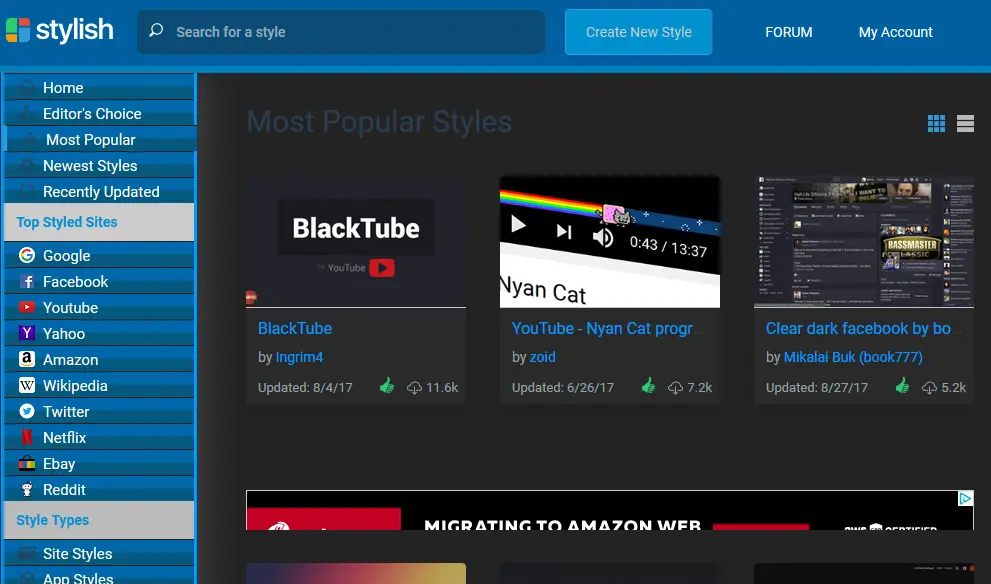 stylish
Search for a style
Create New Style
FORUM
My Account
Home
Editor's Choice
Most Popular
Newest Styles
Recently Updated
Top Styled Sites
Google
Facebook
Youtube
Yahoo
Amazon
Wikipedia
Twitter
Netflix
Ebay
Reddit
Style Types
Site Styles
App Styles
Most Popular Styles
BlackTube
for YouTube
BlackTube
by Ingrim4
Updated: 8/4/17
11.6k
0:43 / 13:37
Nyan Cat
YouTube - Nyan Cat progr
by zoid
Updated: 6/26/17
7.2k
BASSMASTER
CLASSIC
Clear dark facebook by bo
by Mikalai Buk (book777)
Updated: 8/27/17
5.2k
MIGRATING TO AMAZON WEB
AWS CERTIFIED